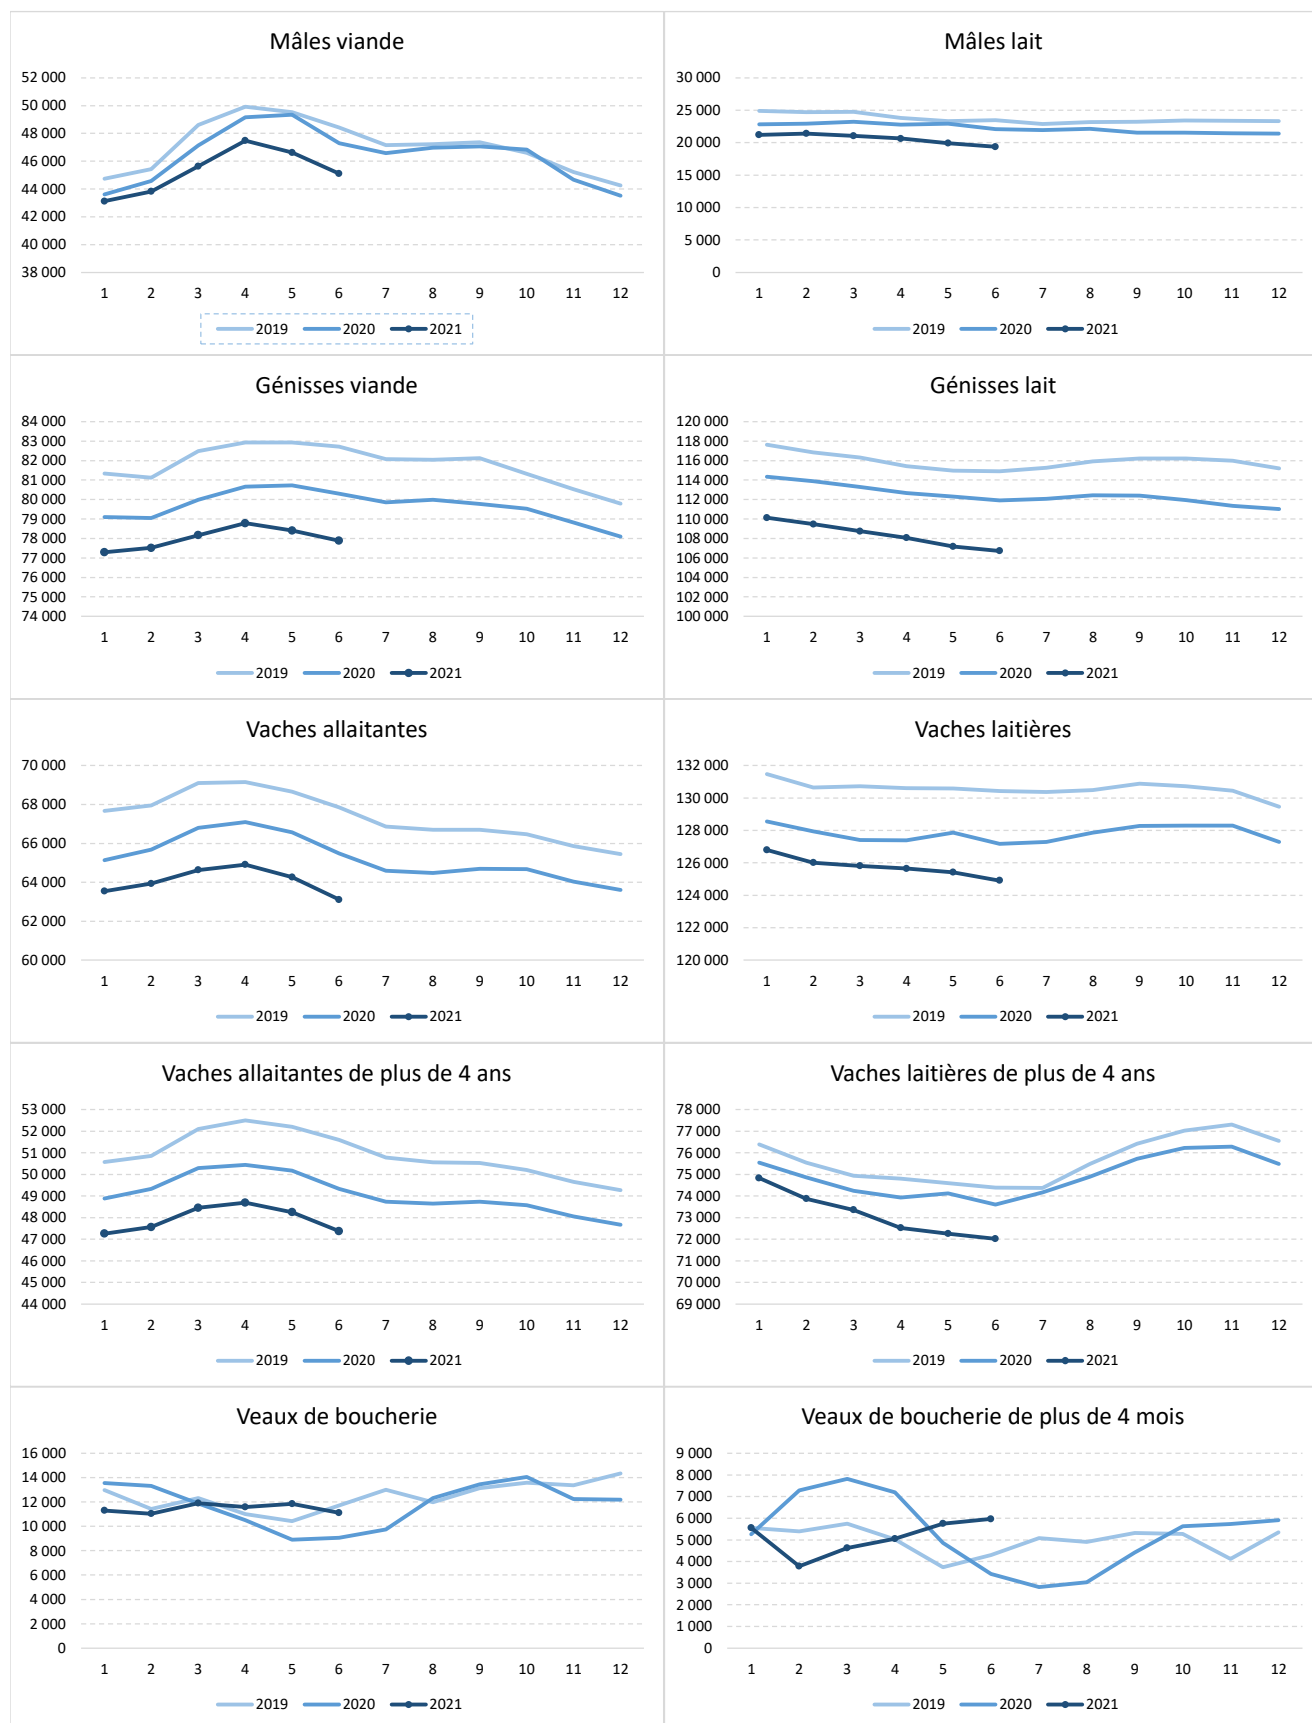 Mâles viande
52 000
50 000
48 000
46 000
44 000
42 000
40 000
38 000
1 2 3 4 5 6 7 8 9 10 11 12
2019 2020 2021
Mâles lait
30 000
25 000
20 000
15 000
10 000
5 000
0
1 2 3 4 5 6 7 8 9 10 11 12
2019 2020 2021
Génisses viande
84 000
83 000
82 000
81 000
80 000
79 000
78 000
77 000
76 000
75 000
74 000
1 2 3 4 5 6 7 8 9 10 11 12
2019 2020 2021
Génisses lait
120 000
118 000
116 000
114 000
112 000
110 000
108 000
106 000
104 000
102 000
100 000
1 2 3 4 5 6 7 8 9 10 11 12
2019 2020 2021
Vaches allaitantes
70 000
68 000
66 000
64 000
62 000
60 000
1 2 3 4 5 6 7 8 9 10 11 12
2019 2020 2021
Vaches laitières
132 000
130 000
128 000
126 000
124 000
122 000
120 000
1 2 3 4 5 6 7 8 9 10 11 12
2019 2020 2021
Vaches allaitantes de plus de 4 ans
53 000
52 000
51 000
50 000
49 000
48 000
47 000
46 000
45 000
44 000
1 2 3 4 5 6 7 8 9 10 11 12
2019 2020 2021
Vaches laitières de plus de 4 ans
78 000
77 000
76 000
75 000
74 000
73 000
72 000
71 000
70 000
69 000
1 2 3 4 5 6 7 8 9 10 11 12
2019 2020 2021
Veaux de boucherie
16 000
14 000
12 000
10 000
8 000
6 000
4 000
2 000
0
1 2 3 4 5 6 7 8 9 10 11 12
2019 2020 2021
Veaux de boucherie de plus de 4 mois
9 000
8 000
7 000
6 000
5 000
4 000
3 000
2 000
1 000
0
1 2 3 4 5 6 7 8 9 10 11 12
2019 2020 2021